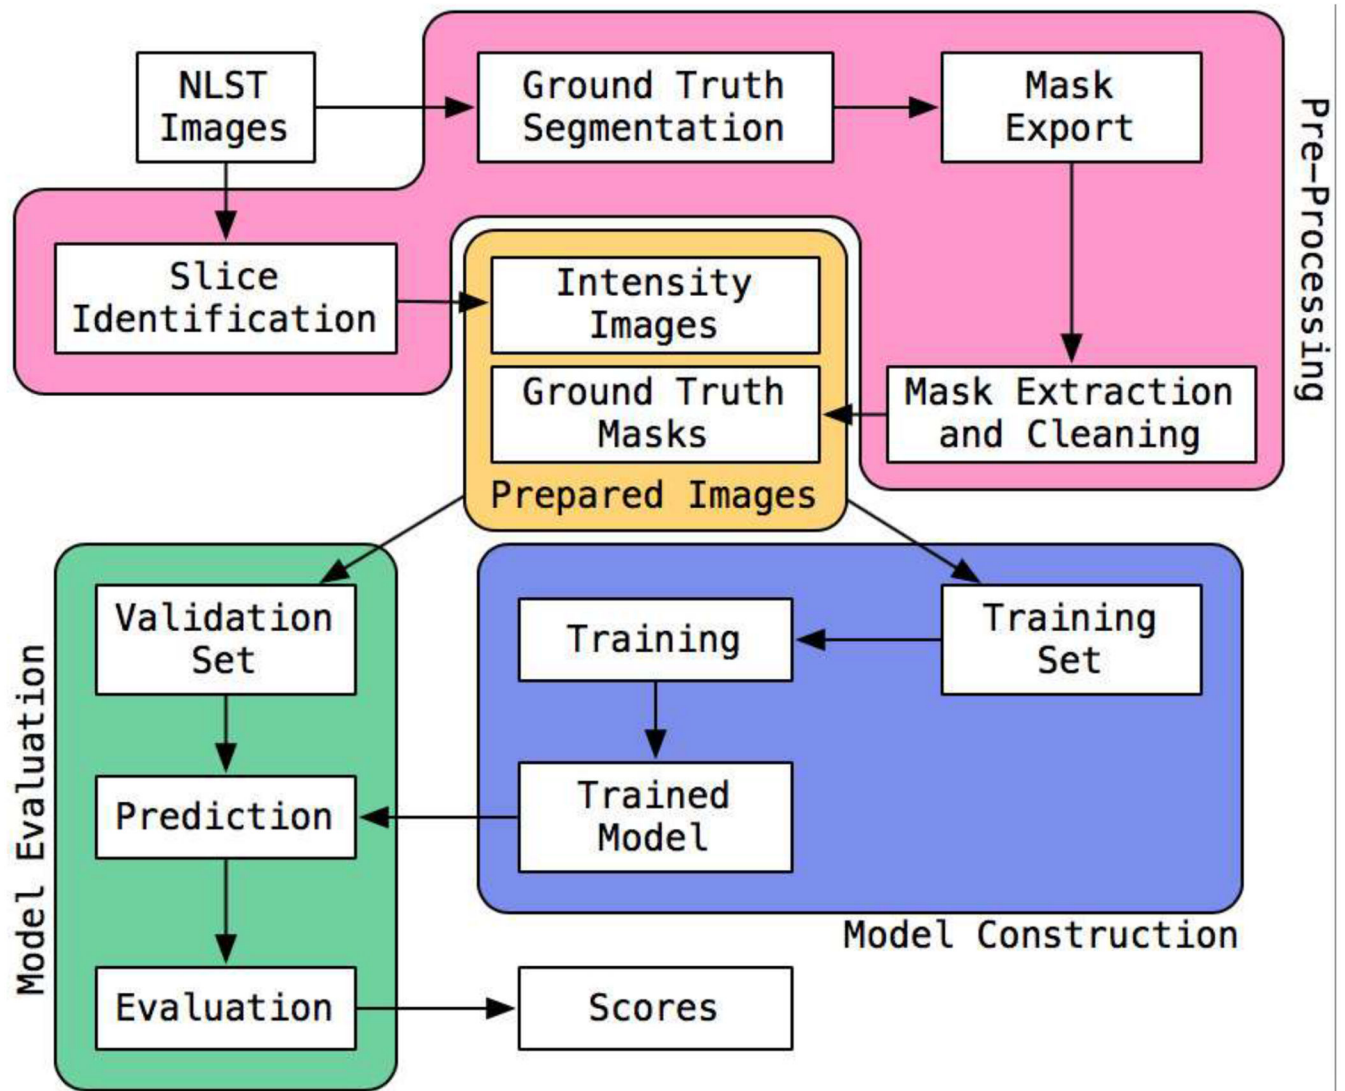 NLST
Images
Ground Truth
Segmentation
Mask
Export
Pre-Processing
Slice
Identification
Intensity
Images
Ground Truth
Masks
Prepared Images
Mask Extraction
and Cleaning
Model Evaluation
Validation
Set
Training
Training
Set
Prediction
Trained
Model
Model Construction
Evaluation
Scores